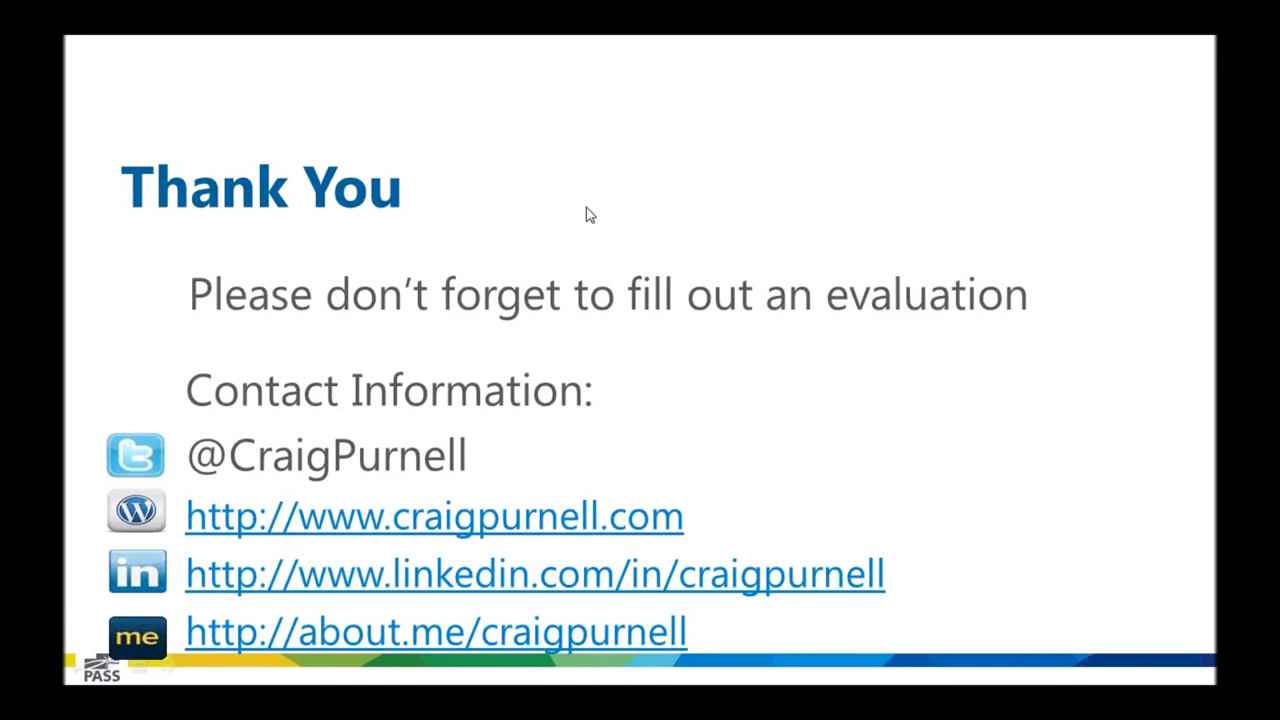 Thank You
Please don’t forget to fill out an evaluation
Contact Information:
@CraigPurnell
http://www.craigpurnell.com
in http://www.linkedin.com/in/craigpurnell
me http://about.me/craigpurnell
PASS